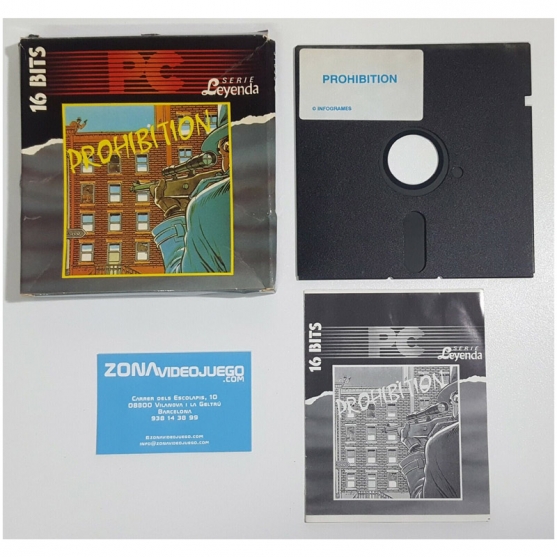 16 BITS
PC
SERIE
Leyenda
PROHIBITION
PROHIBITION
© INFOGRAMES
ZONAVIDEOJUEGO
.COM
CARRER DELS ESCOLAPIS, 10
08800 VILANOVA I LA GELTRÚ
BARCELONA
938 14 38 99
16 BITS
PC
SERIE
Leyenda
PROHIBITION